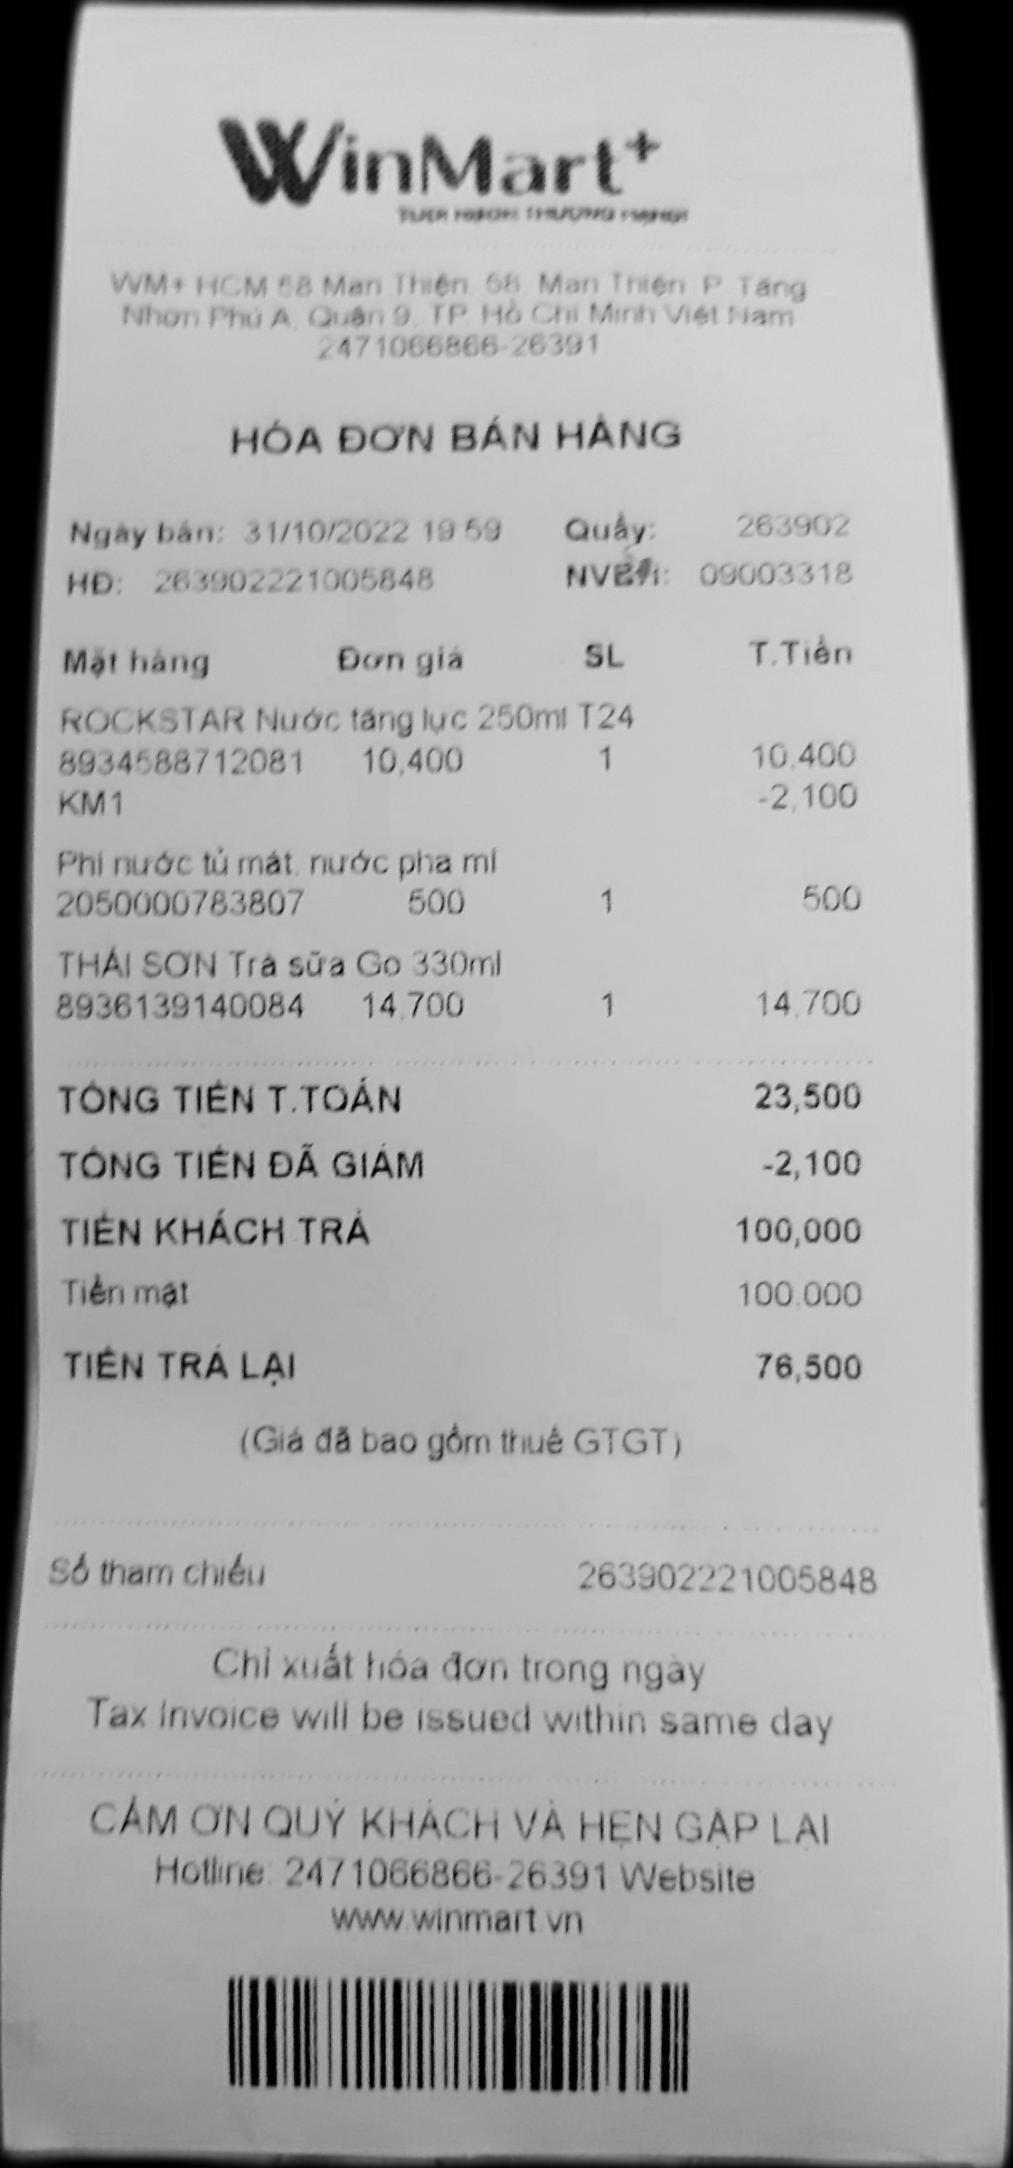 WinMart+
TƯƠI NGON THƯỢNG HẠNG!
WM+ HCM 58 Man Thiện, 58, Man Thiện, P. Tăng
Nhơn Phú A, Quận 9, TP. Hồ Chí Minh Việt Nam
2471066866-26391
HÓA ĐƠN BÁN HÀNG
Ngày bán: 31/10/2022 19:59 Quầy: 263902
HĐ: 263902221005848 NVBH: 09003318
Mặt hàng Đơn giá SL T.Tiền
ROCKSTAR Nước tăng lực 250ml T24
8934588712081 10,400 1 10,400
KM1 -2,100
Phí nước tủ mát, nước pha mì
2050000783807 500 1 500
THÁI SƠN Trà sữa Go 330ml
8936139140084 14,700 1 14,700
TỔNG TIỀN T.TOÁN 23,500
TỔNG TIỀN ĐÃ GIẢM -2,100
TIỀN KHÁCH TRẢ 100,000
Tiền mặt 100,000
TIỀN TRẢ LẠI 76,500
(Giá đã bao gồm thuế GTGT)
Số tham chiếu 263902221005848
Chỉ xuất hóa đơn trong ngày
Tax invoice will be issued within same day
CẢM ƠN QUÝ KHÁCH VÀ HẸN GẶP LẠI
Hotline: 2471066866-26391 Website:
www.winmart.vn